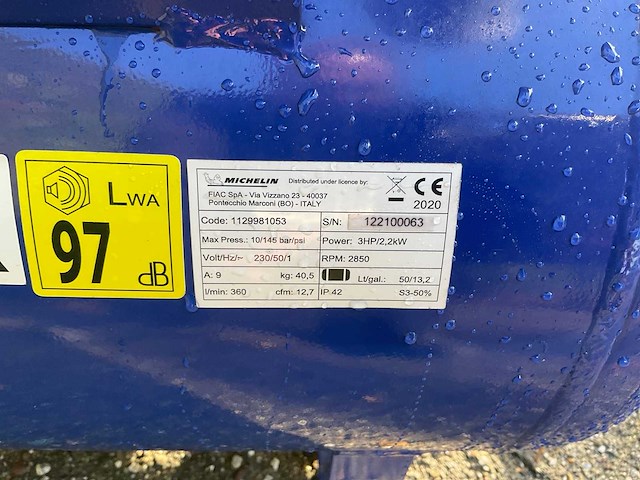 LWA
97
dB
MICHELIN Distributed under licence by:
FIAC SpA - Via Vizzano 23 - 40037
Pontecchio Marconi (BO) - ITALY
CE
2020
Code: 1129981053 S/N: 122100063
Max Press.: 10/145 bar/psi Power: 3HP/2,2kW
Volt/Hz/~ 230/50/1 RPM: 2850
A: 9 kg: 40,5 Lt/gal.: 50/13,2
l/min: 360 cfm: 12,7 IP:42 S3-50%